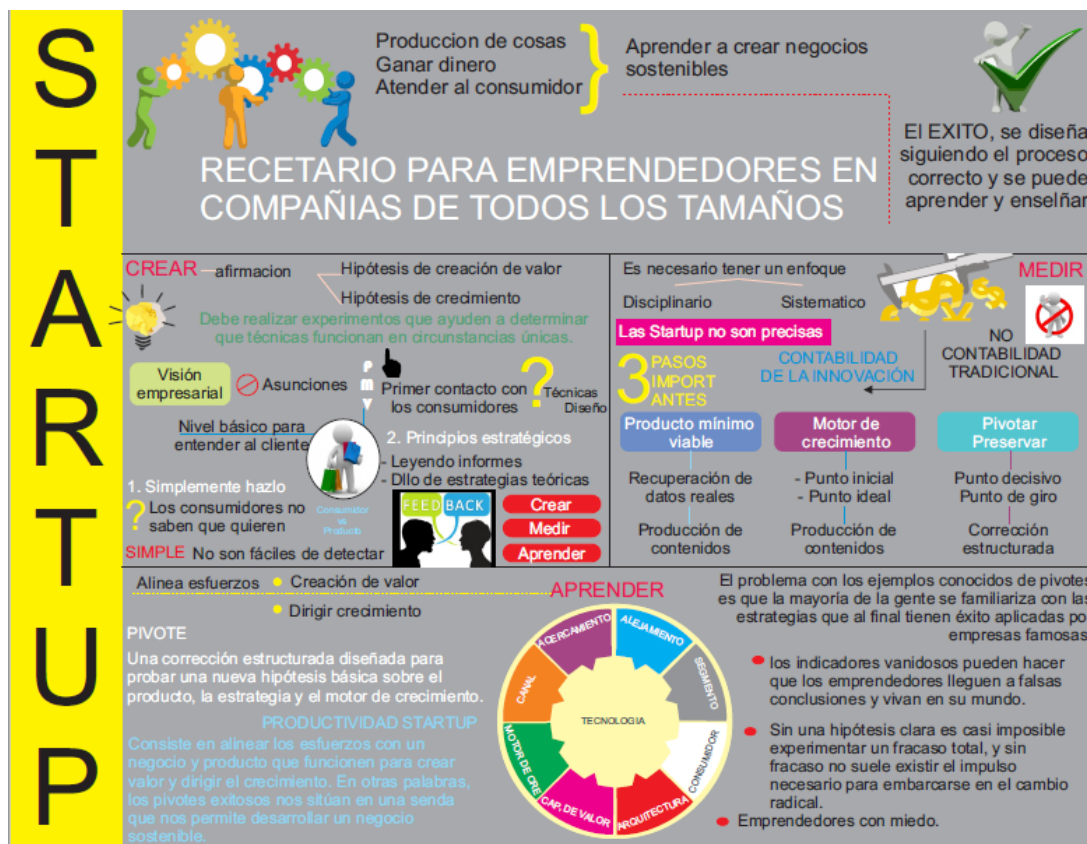 STARTUP
Produccion de cosas
Ganar dinero
Atender al consumidor
Aprender a crear negocios
sostenibles
El EXITO, se diseña
siguiendo el proceso
correcto y se puede
aprender y enselñar
RECETARIO PARA EMPRENDEDORES EN
COMPAÑIAS DE TODOS LOS TAMAÑOS
CREAR
afirmacion
Hipótesis de creación de valor
Hipótesis de crecimiento
Debe realizar experimentos que ayuden a determinar
que técnicas funcionan en circunstancias únicas.
Visión
empresarial
Asunciones
Pmv
Primer contacto con
los consumidores
?
Técnicas
Diseño
Nivel básico para
entender al cliente
2. Principios estratégicos
- Leyendo informes
- Dllo de estrategias teóricas
1. Simplemente hazlo
? Los consumidores no
saben que quieren
Consumidor
vs
Producto
SIMPLE No son fáciles de detectar
FEED BACK
Crear
Medir
Aprender
Es necesario tener un enfoque
Disciplinario
Sistematico
MEDIR
Las Startup no son precisas
NO
CONTABILIDAD
TRADICIONAL
3 PASOS
IMPORT
ANTES
CONTABILIDAD
DE LA INNOVACIÓN
Producto mínimo
viable
Recuperación de
datos reales
Producción de
contenidos
Motor de
crecimiento
- Punto inicial
- Punto ideal
Producción de
contenidos
Pivotar
Preservar
Punto decisivo
Punto de giro
Corrección
estructurada
Alinea esfuerzos
Creación de valor
Dirigir crecimiento
APRENDER
PIVOTE
Una corrección estructurada diseñada para
probar una nueva hipótesis básica sobre el
producto, la estrategia y el motor de crecimiento.
PRODUCTIVIDAD STARTUP
Consiste en alinear los esfuerzos con un
negocio y producto que funcionen para crear
valor y dirigir el crecimiento. En otras palabras,
los pivotes exitosos nos sitúan en una senda
que nos permite desarrollar un negocio
sostenible.
ACERCAMIENTO
ALEJAMIENTO
SEGMENTO
CONSUMIDOR
ARQUITECTURA
CAP. DE VALOR
MOTOR DE CRE
CANAL
TECNOLOGIA
El problema con los ejemplos conocidos de pivotes
es que la mayoría de la gente se familiariza con las
estrategias que al final tienen éxito aplicadas po
empresas famosas
los indicadores vanidosos pueden hacer
que los emprendedores lleguen a falsas
conclusiones y vivan en su mundo.
Sin una hipótesis clara es casi imposible
experimentar un fracaso total, y sin
fracaso no suele existir el impulso
necesario para embarcarse en el cambio
radical.
Emprendedores con miedo.